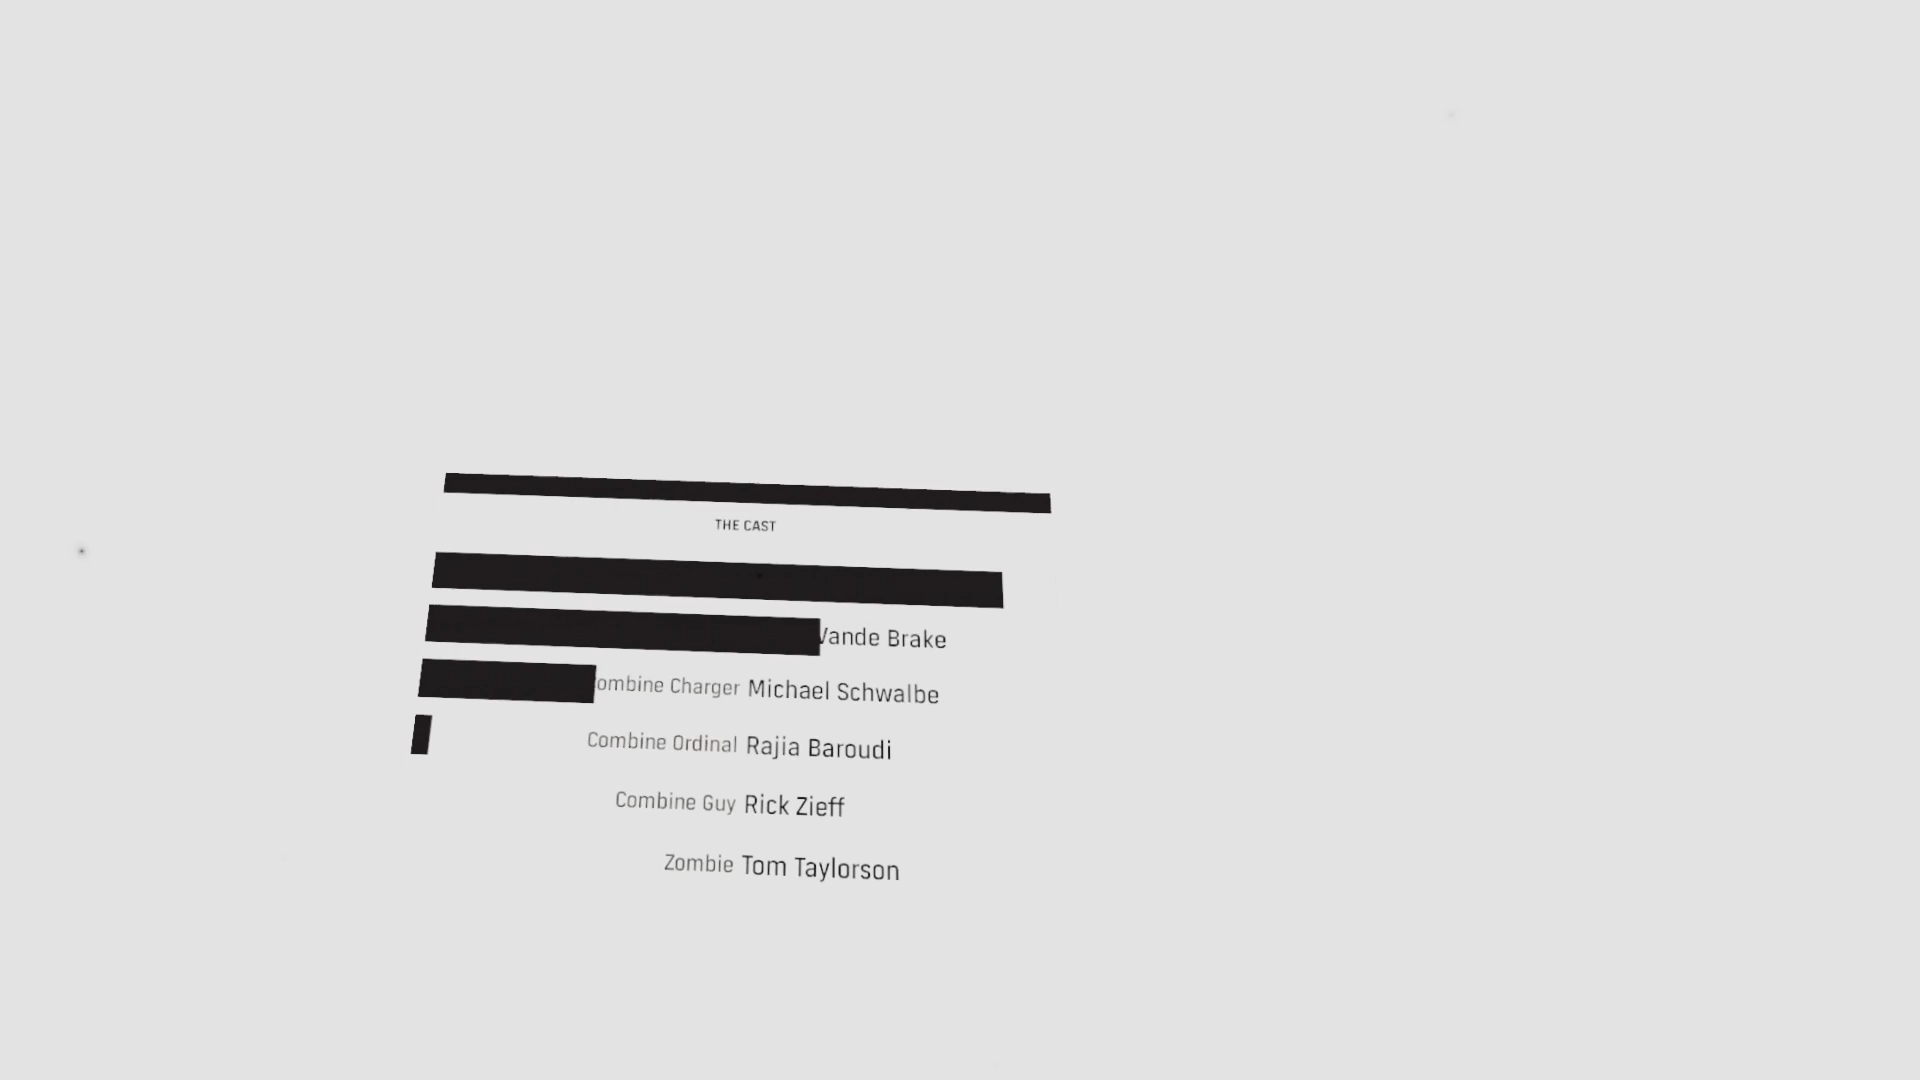 THE CAST
Vande Brake
ombine Charger Michael Schwalbe
Combine Ordinal Rajia Baroudi
Combine Guy Rick Zieff
Zombie Tom Taylorson